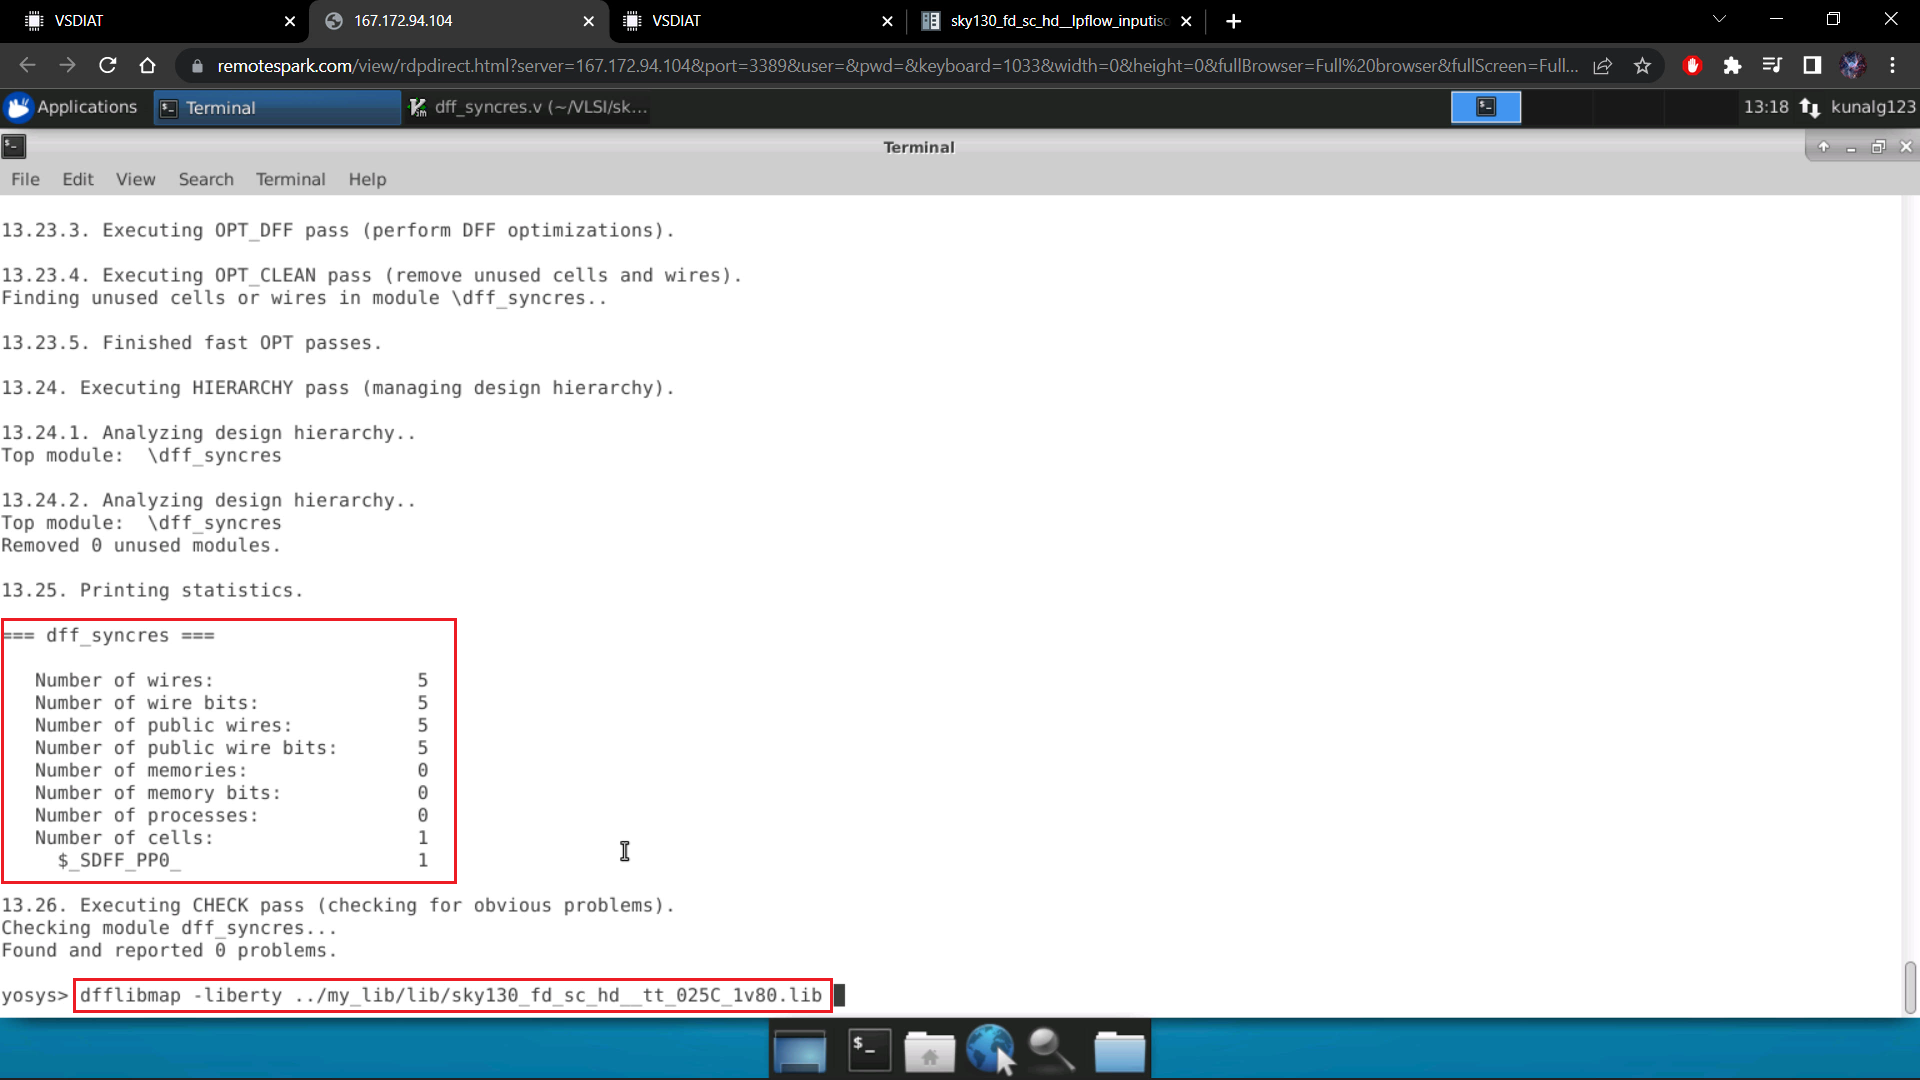 VSDIAT
167.172.94.104
VSDIAT
sky130_fd_sc_hd__lpflow_inputiso
remotespark.com/view/rdpdirect.html?server=167.172.94.104&port=3389&user=&pwd=&keyboard=1033&width=0&height=0&fullBrowser=Full%20browser&fullScreen=Full...
Applications
Terminal
dff_syncres.v (~/VLSI/sk...
13:18
kunalg123
Terminal
File Edit View Search Terminal Help
13.23.3. Executing OPT_DFF pass (perform DFF optimizations).
13.23.4. Executing OPT_CLEAN pass (remove unused cells and wires).
Finding unused cells or wires in module \dff_syncres..
13.23.5. Finished fast OPT passes.
13.24. Executing HIERARCHY pass (managing design hierarchy).
13.24.1. Analyzing design hierarchy..
Top module:  \dff_syncres
13.24.2. Analyzing design hierarchy..
Top module:  \dff_syncres
Removed 0 unused modules.
13.25. Printing statistics.
=== dff_syncres ===
Number of wires: 5
Number of wire bits: 5
Number of public wires: 5
Number of public wire bits: 5
Number of memories: 0
Number of memory bits: 0
Number of processes: 0
Number of cells: 1
$_SDFF_PP0_ 1
13.26. Executing CHECK pass (checking for obvious problems).
Checking module dff_syncres...
Found and reported 0 problems.
yosys> dfflibmap -liberty ../my_lib/lib/sky130_fd_sc_hd__tt_025C_1v80.lib